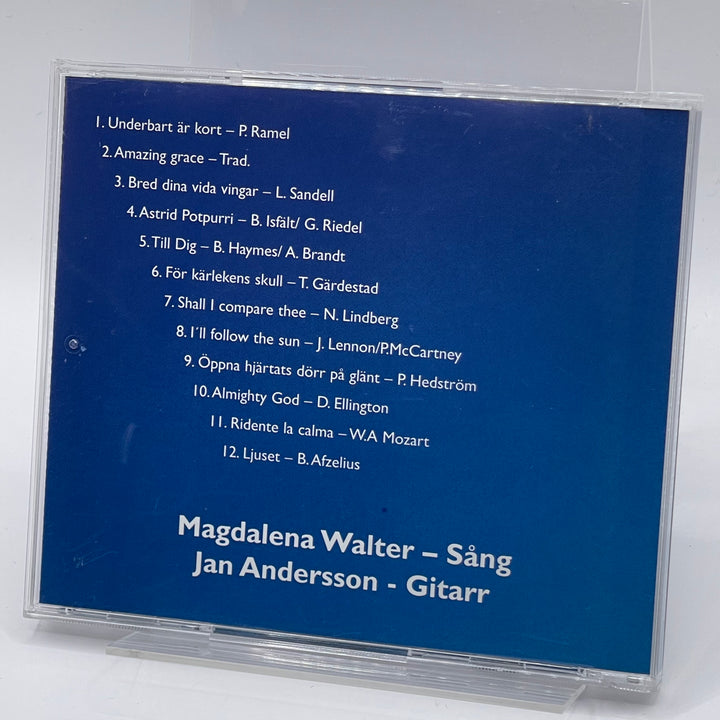 1. Underbart är kort – P. Ramel
2. Amazing grace – Trad.
3. Bred dina vida vingar – L. Sandell
4. Astrid Potpurri – B. Isfält/ G. Riedel
5. Till Dig – B. Haymes/ A. Brandt
6. För kärlekens skull – T. Gärdestad
7. Shall I compare thee – N. Lindberg
8. I´ll follow the sun – J. Lennon/P.McCartney
9. Öppna hjärtats dörr på glänt – P. Hedström
10. Almighty God – D. Ellington
11. Ridente la calma – W.A Mozart
12. Ljuset – B. Afzelius
Magdalena Walter – Sång
Jan Andersson - Gitarr